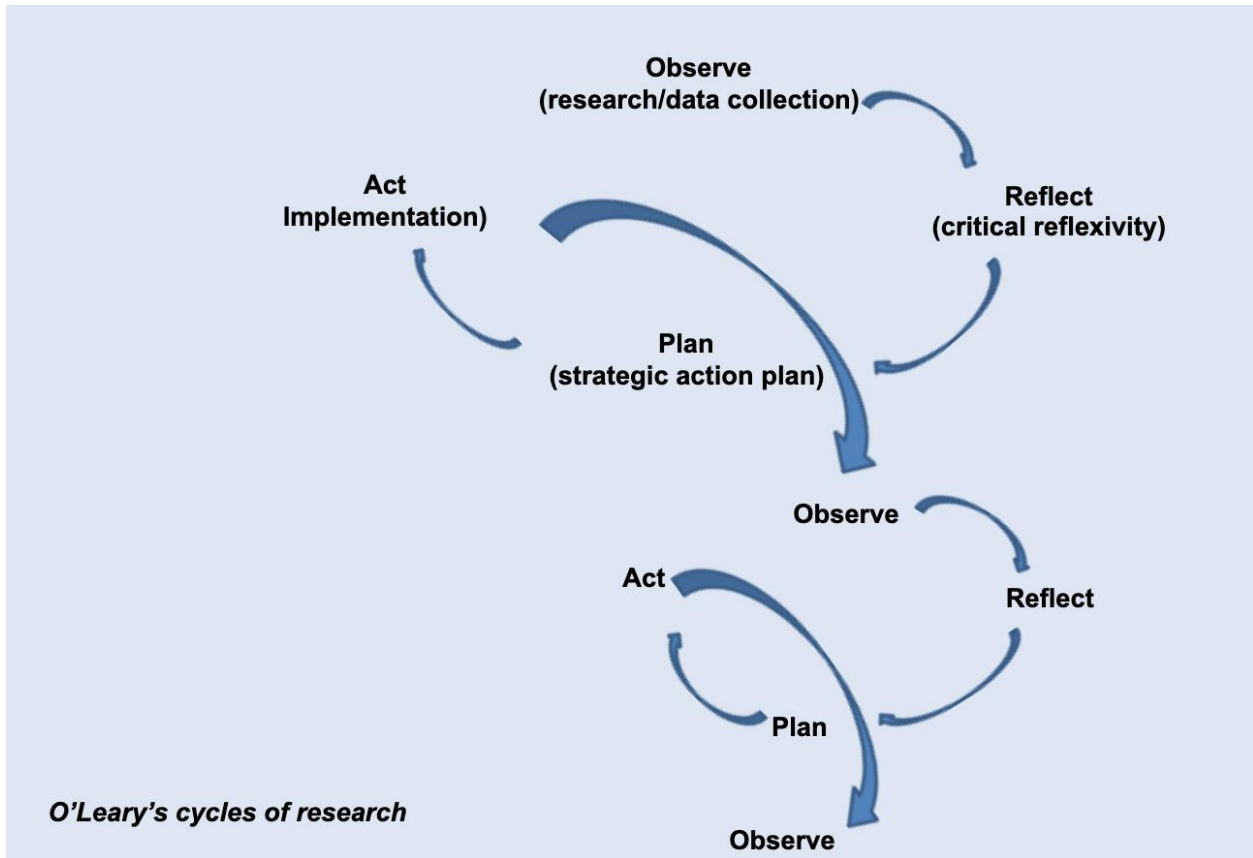 Observe
(research/data collection)
Act
Implementation)
Reflect
(critical reflexivity)
Plan
(strategic action plan)
Observe
Act
Reflect
Plan
O’Leary’s cycles of research
Observe